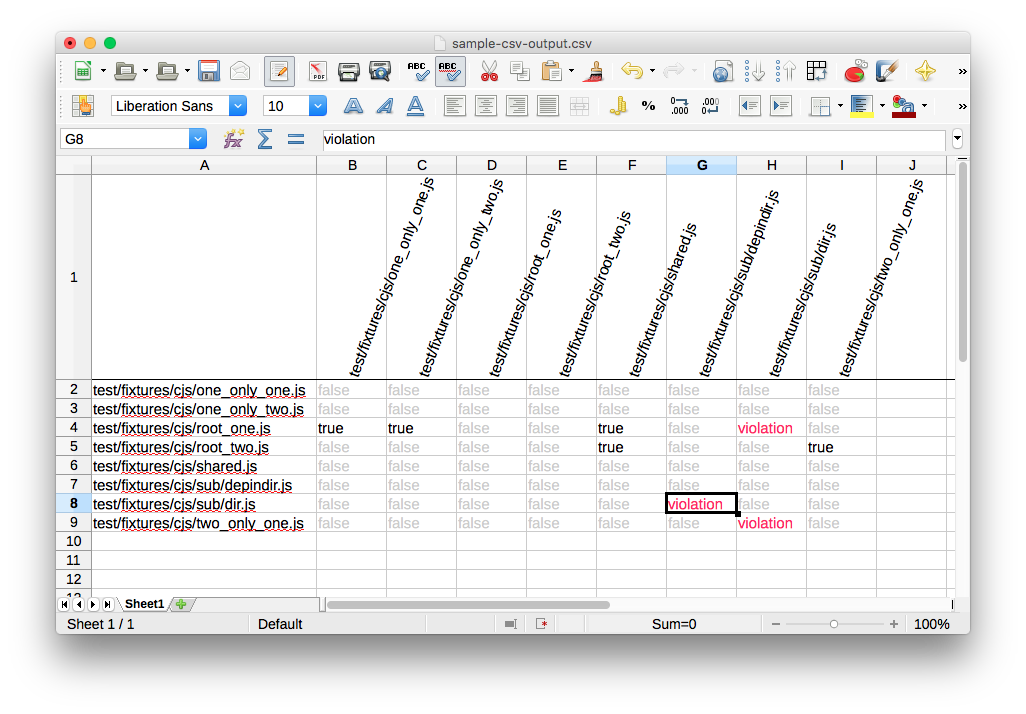 sample-csv-output.csv
PDF ABC ABC
Liberation Sans 10 % .000 .000
G8 violation
A B C D E F G H I J
1 test/fixtures/cjs/one_only_one.js test/fixtures/cjs/one_only_two.js test/fixtures/cjs/root_one.js test/fixtures/cjs/root_two.js test/fixtures/cjs/shared.js test/fixtures/cjs/sub/depindir.js test/fixtures/cjs/sub/dir.js test/fixtures/cjs/two_only_one.js
2 test/fixtures/cjs/one_only_one.js false false false false false false false false
3 test/fixtures/cjs/one_only_two.js false false false false false false false false
4 test/fixtures/cjs/root_one.js true true false false true false violation false
5 test/fixtures/cjs/root_two.js false false false false true false false true
6 test/fixtures/cjs/shared.js false false false false false false false false
7 test/fixtures/cjs/sub/depindir.js false false false false false false false false
8 test/fixtures/cjs/sub/dir.js false false false false false violation false false
9 test/fixtures/cjs/two_only_one.js false false false false false false violation false
10
11
12
Sheet1
Sheet 1 / 1 Default Sum=0 100%